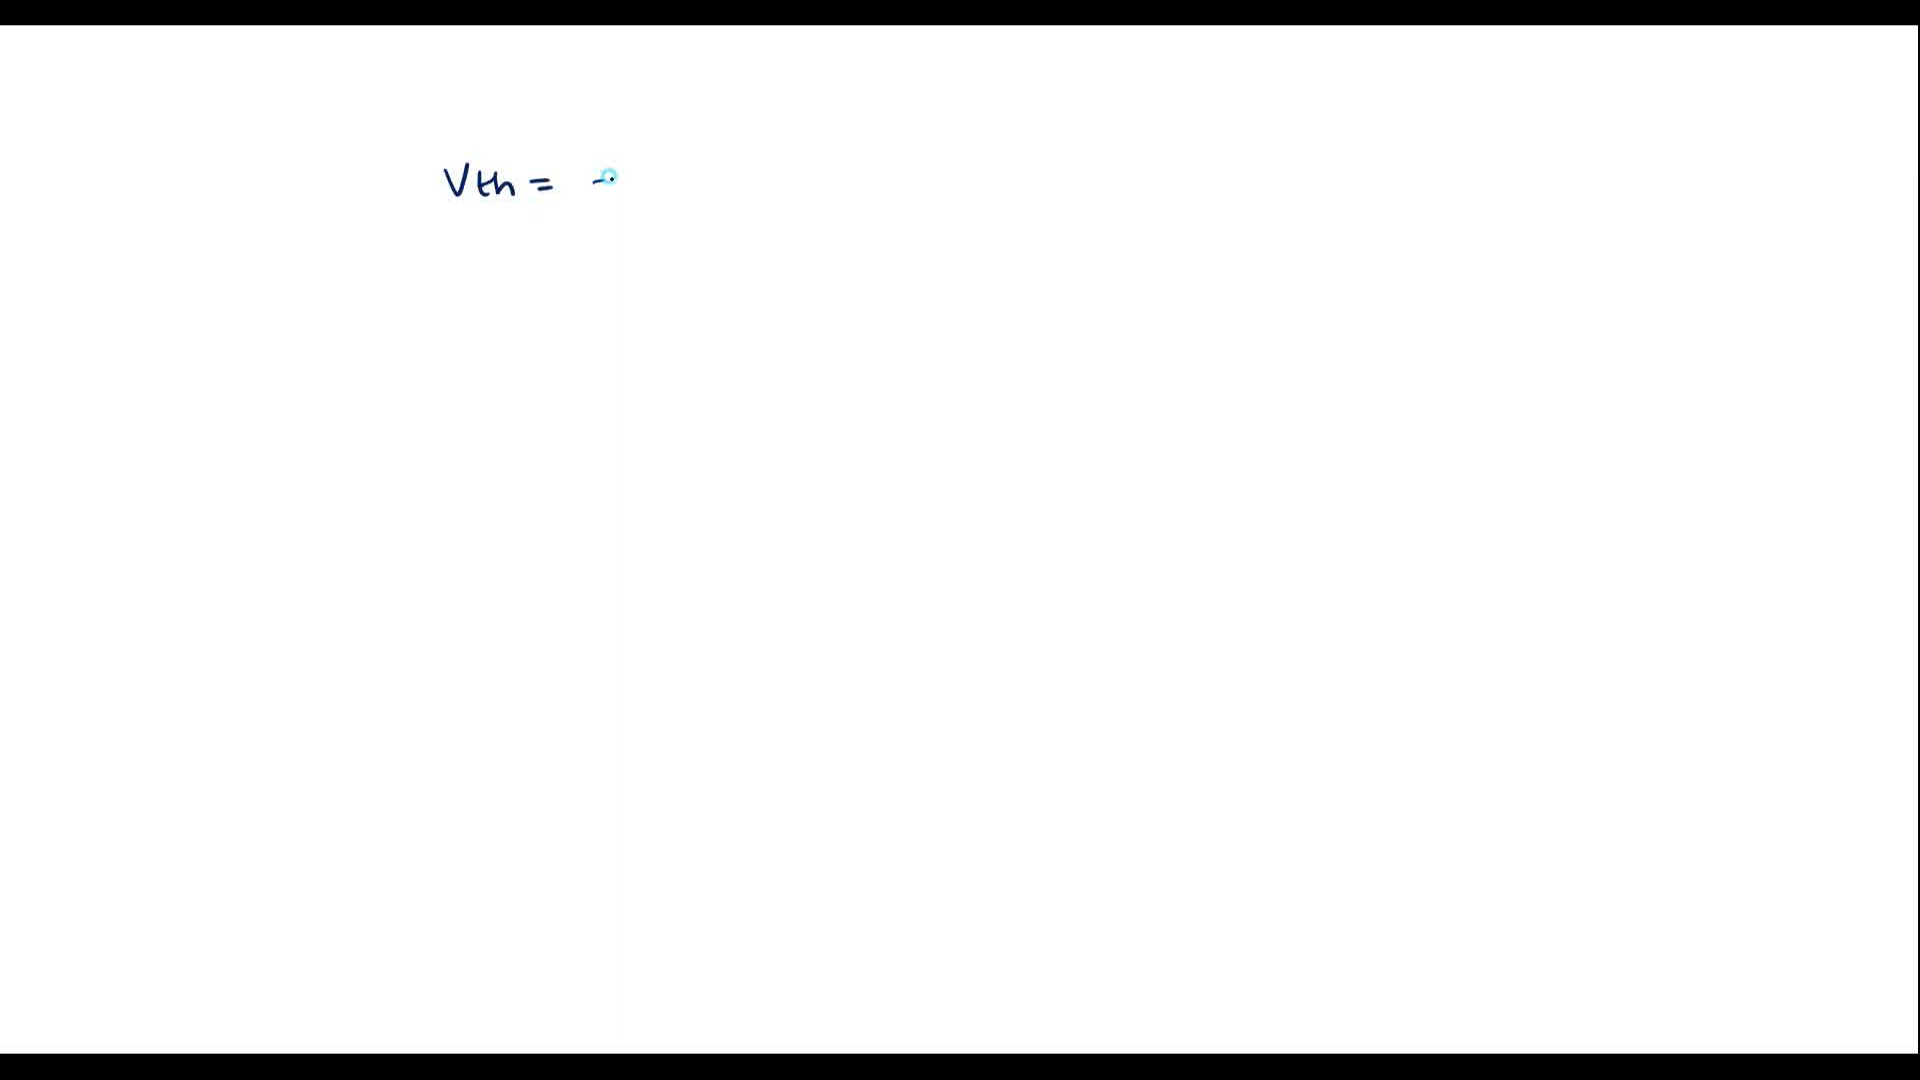 Vth = -